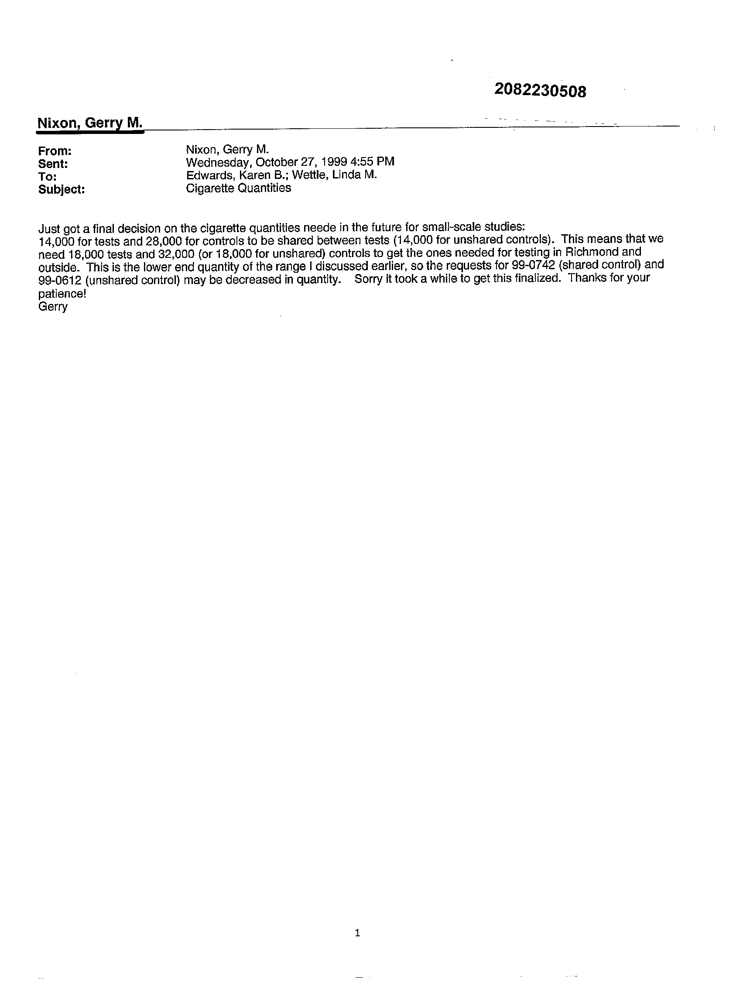 2082230508
Nixon, Gerry M.
From: Nixon, Gerry M.
Sent: Wednesday, October 27, 1999 4:55 PM
To: Edwards, Karen B.; Wettle, Linda M.
Subject: Cigarette Quantities
Just got a final decision on the cigarette quantities neede in the future for small-scale studies:
14,000 for tests and 28,000 for controls to be shared between tests (14,000 for unshared controls). This means that we
need 18,000 tests and 32,000 (or 18,000 for unshared) controls to get the ones needed for testing in Richmond and
outside. This is the lower end quantity of the range I discussed earlier, so the requests for 99-0742 (shared control) and
99-0612 (unshared control) may be decreased in quantity. Sorry it took a while to get this finalized. Thanks for your
patience!
Gerry
1